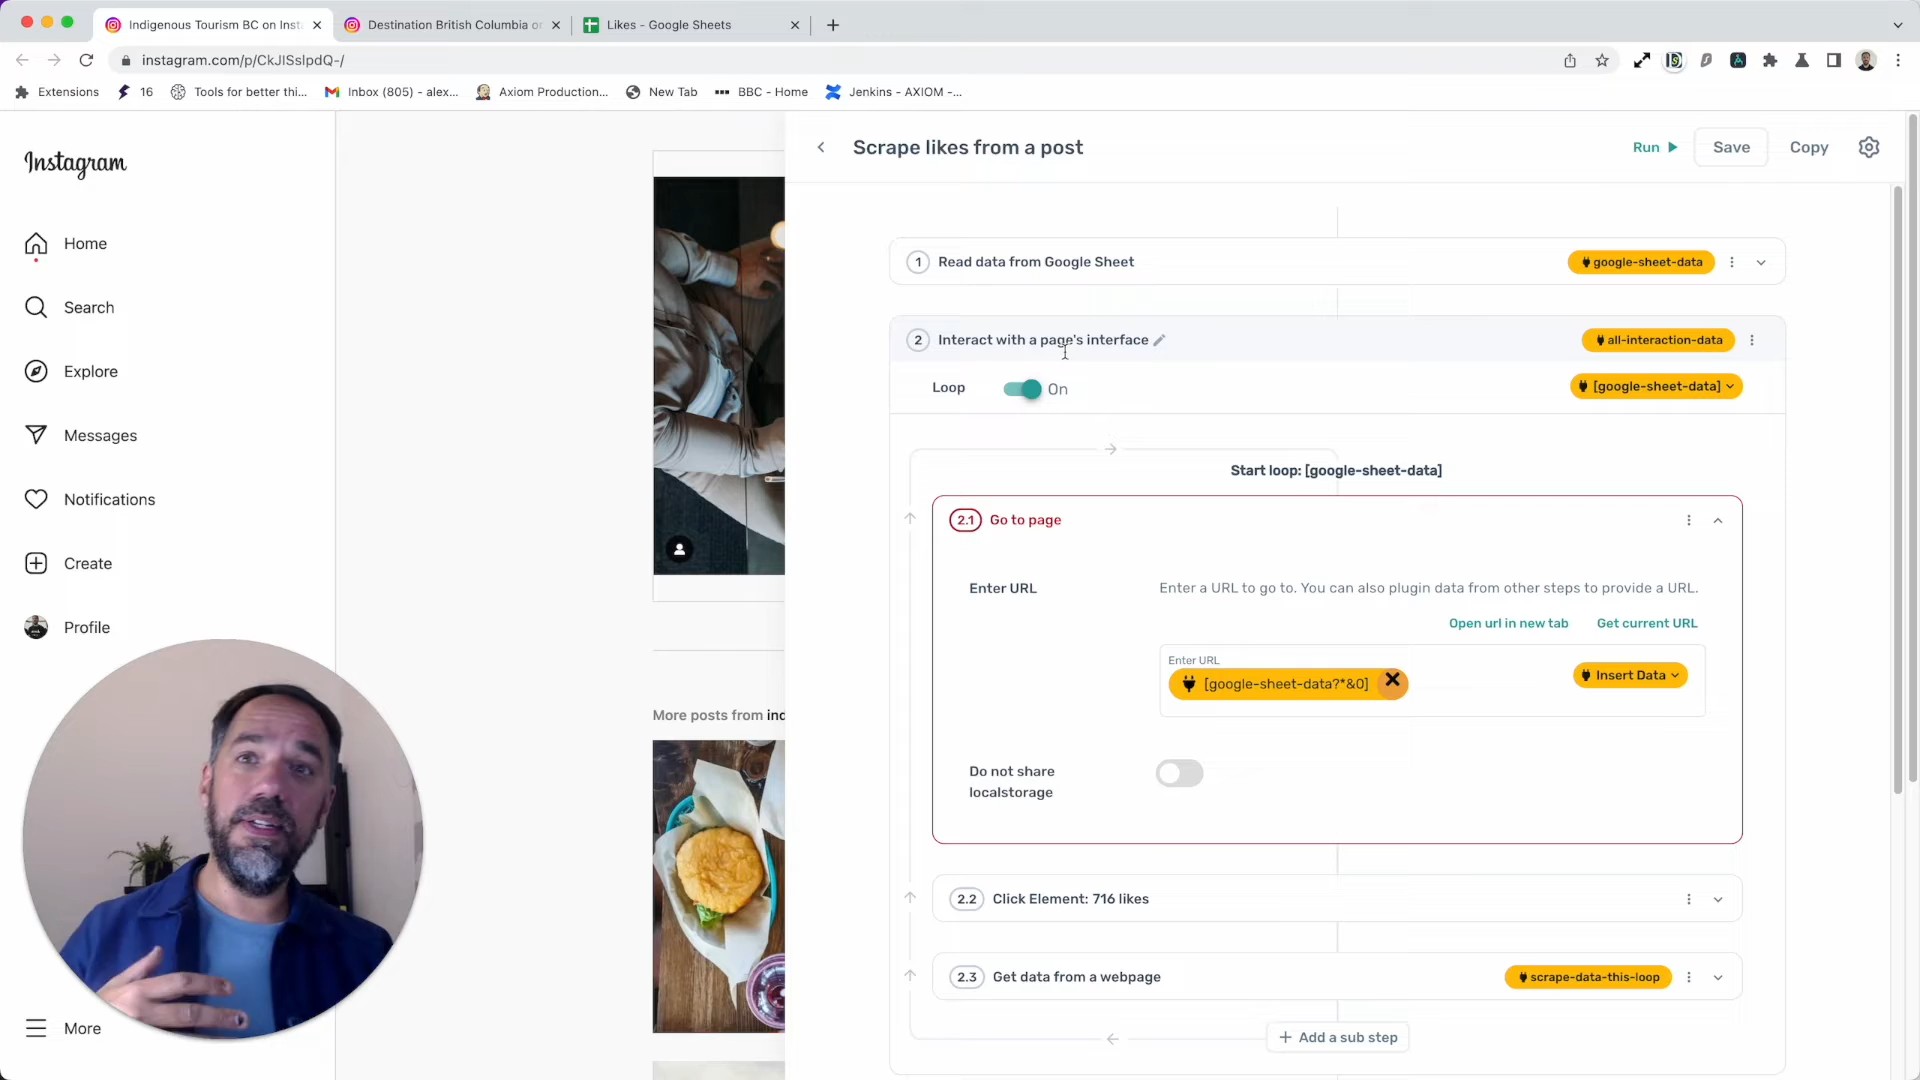 Indigenous Tourism BC on Inst
Destination British Columbia or
Likes - Google Sheets
instagram.com/p/CkJlSslpdQ-/
Extensions
16
Tools for better thi...
Inbox (805) - alex...
Axiom Production...
New Tab
BBC - Home
Jenkins - AXIOM -...
Instagram
Home
Search
Explore
Messages
Notifications
Create
Profile
More
More posts from inc
Scrape likes from a post
Run
Save
Copy
1 Read data from Google Sheet
google-sheet-data
2 Interact with a page's interface
all-interaction-data
Loop
On
[google-sheet-data]
Start loop: [google-sheet-data]
2.1 Go to page
Enter URL
Enter a URL to go to. You can also plugin data from other steps to provide a URL.
Open url in new tab
Get current URL
Enter URL
[google-sheet-data?*&0]
Insert Data
Do not share
localstorage
2.2 Click Element: 716 likes
2.3 Get data from a webpage
scrape-data-this-loop
+ Add a sub step